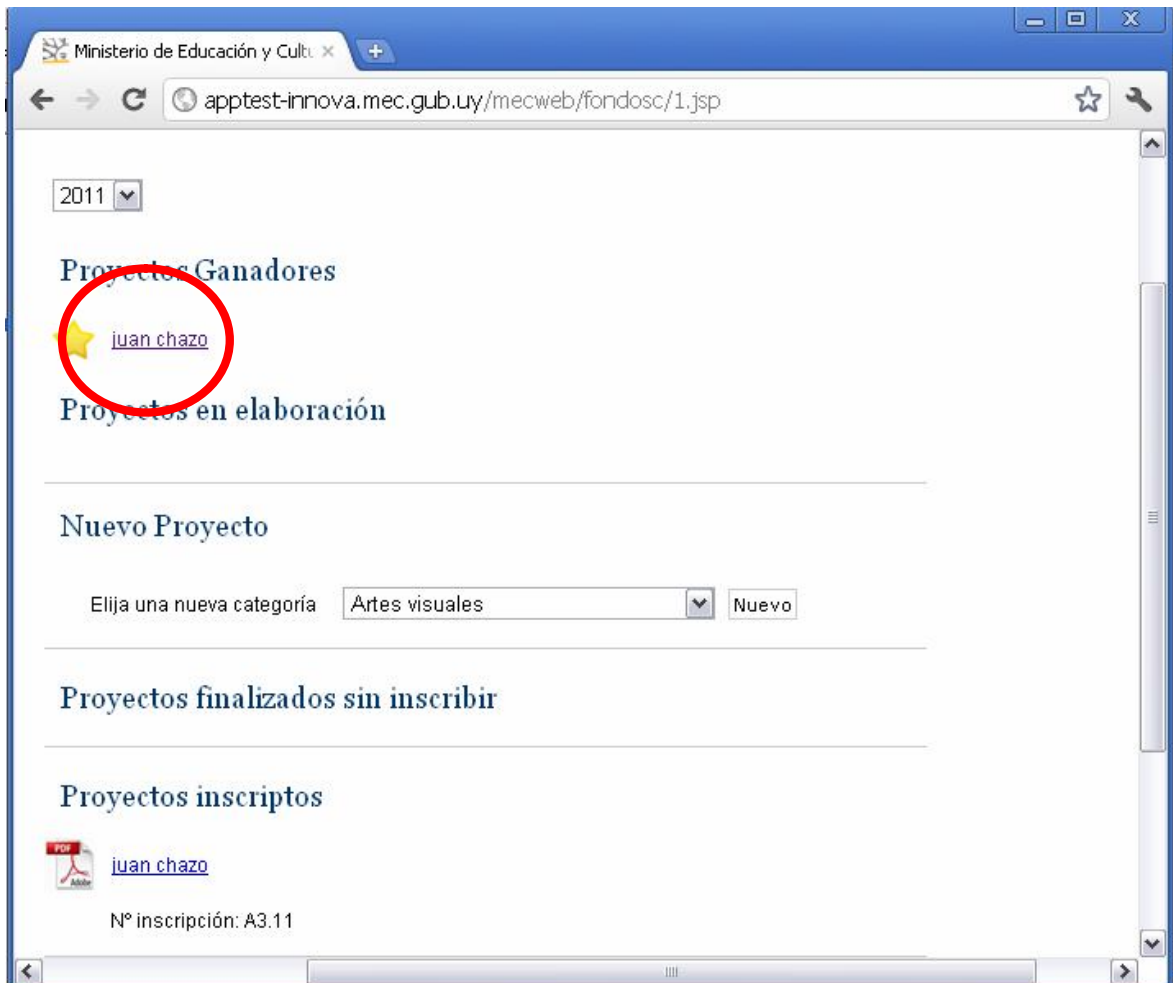 Ministerio de Educación y Cultu
apptest-innova.mec.gub.uy/mecweb/fondosc/1.jsp
2011
Proyectos Ganadores
juan chazo
Proyectos en elaboración
Nuevo Proyecto
Elija una nueva categoría Artes visuales Nuevo
Proyectos finalizados sin inscribir
Proyectos inscriptos
PDF
Adobe
juan chazo
Nº inscripción: A3.11